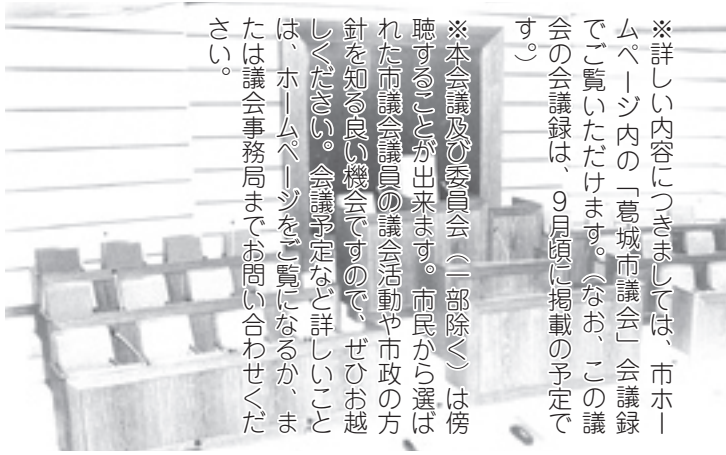 ※詳しい内容につきましては、市ホー
ムページ内の「葛城市議会」会議録
でご覧いただけます。（なお、この議
会の会議録は、９月頃に掲載の予定で
す。）
※本会議及び委員会（一部除く）は傍
聴することが出来ます。市民から選ば
れた市議会議員の議会活動や市政の方
針を知る良い機会ですので、ぜひお越
しください。会議予定など詳しいこと
は、ホームページをご覧になるか、ま
たは議会事務局までお問い合わせくだ
さい。